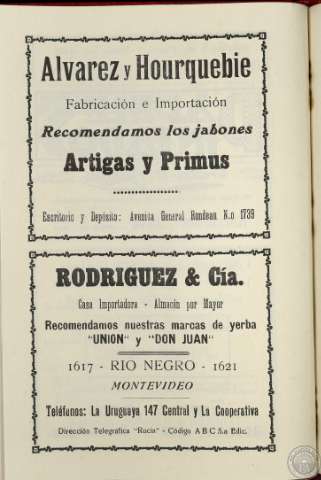 Alvarez y Hourquebie
Fabricación e Importación
Recomendamos los jabones
Artigas y Primus
Escritorio y Depósito: Avenida General Rondeau N.o 1739
RODRIGUEZ & Cía.
Casa Importadora - Almacén por Mayor
Recomendamos nuestras marcas de yerba
"UNION" y "DON JUAN"
1617 - RIO NEGRO - 1621
MONTEVIDEO
Teléfonos: La Uruguaya 147 Central y La Cooperativa
Dirección Telegráfica "Rucia" - Código A B C 5.a Edic.